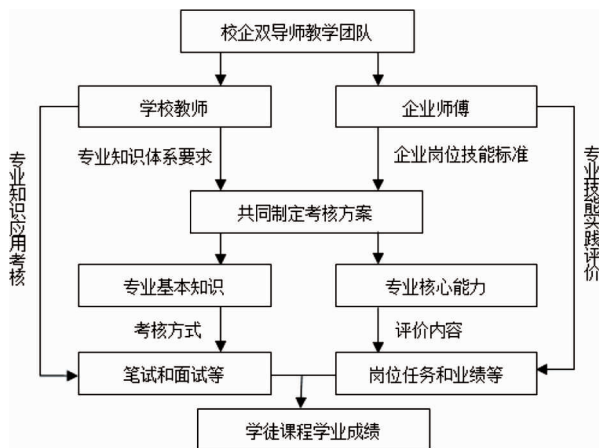 校企双导师教学团队
学校教师
企业师傅
专业知识体系要求
企业岗位技能标准
专业知识应用考核
专业技能实践评价
共同制定考核方案
专业基本知识
专业核心能力
考核方式
评价内容
笔试和面试等
岗位任务和业绩等
学徒课程学业成绩